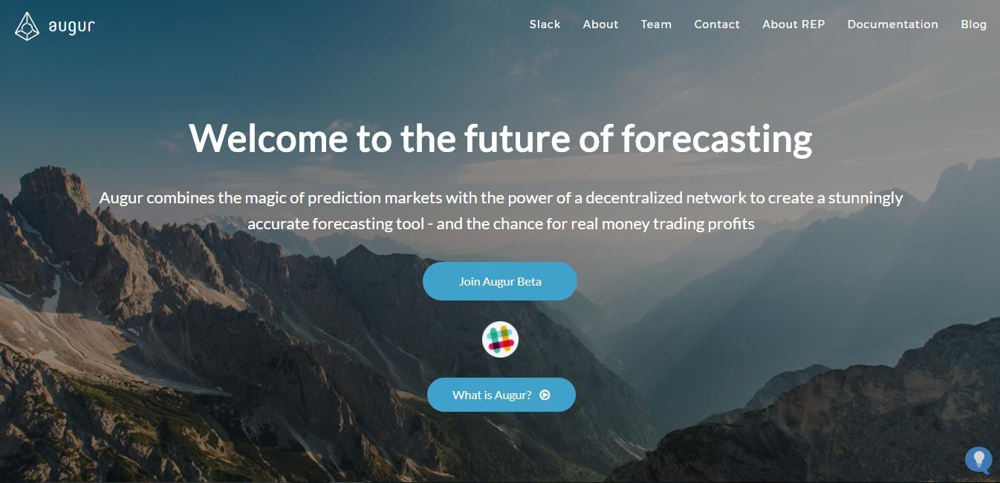 augur
Slack About Team Contact About REP Documentation Blog
Welcome to the future of forecasting
Augur combines the magic of prediction markets with the power of a decentralized network to create a stunningly
accurate forecasting tool - and the chance for real money trading profits
Join Augur Beta
What is Augur?